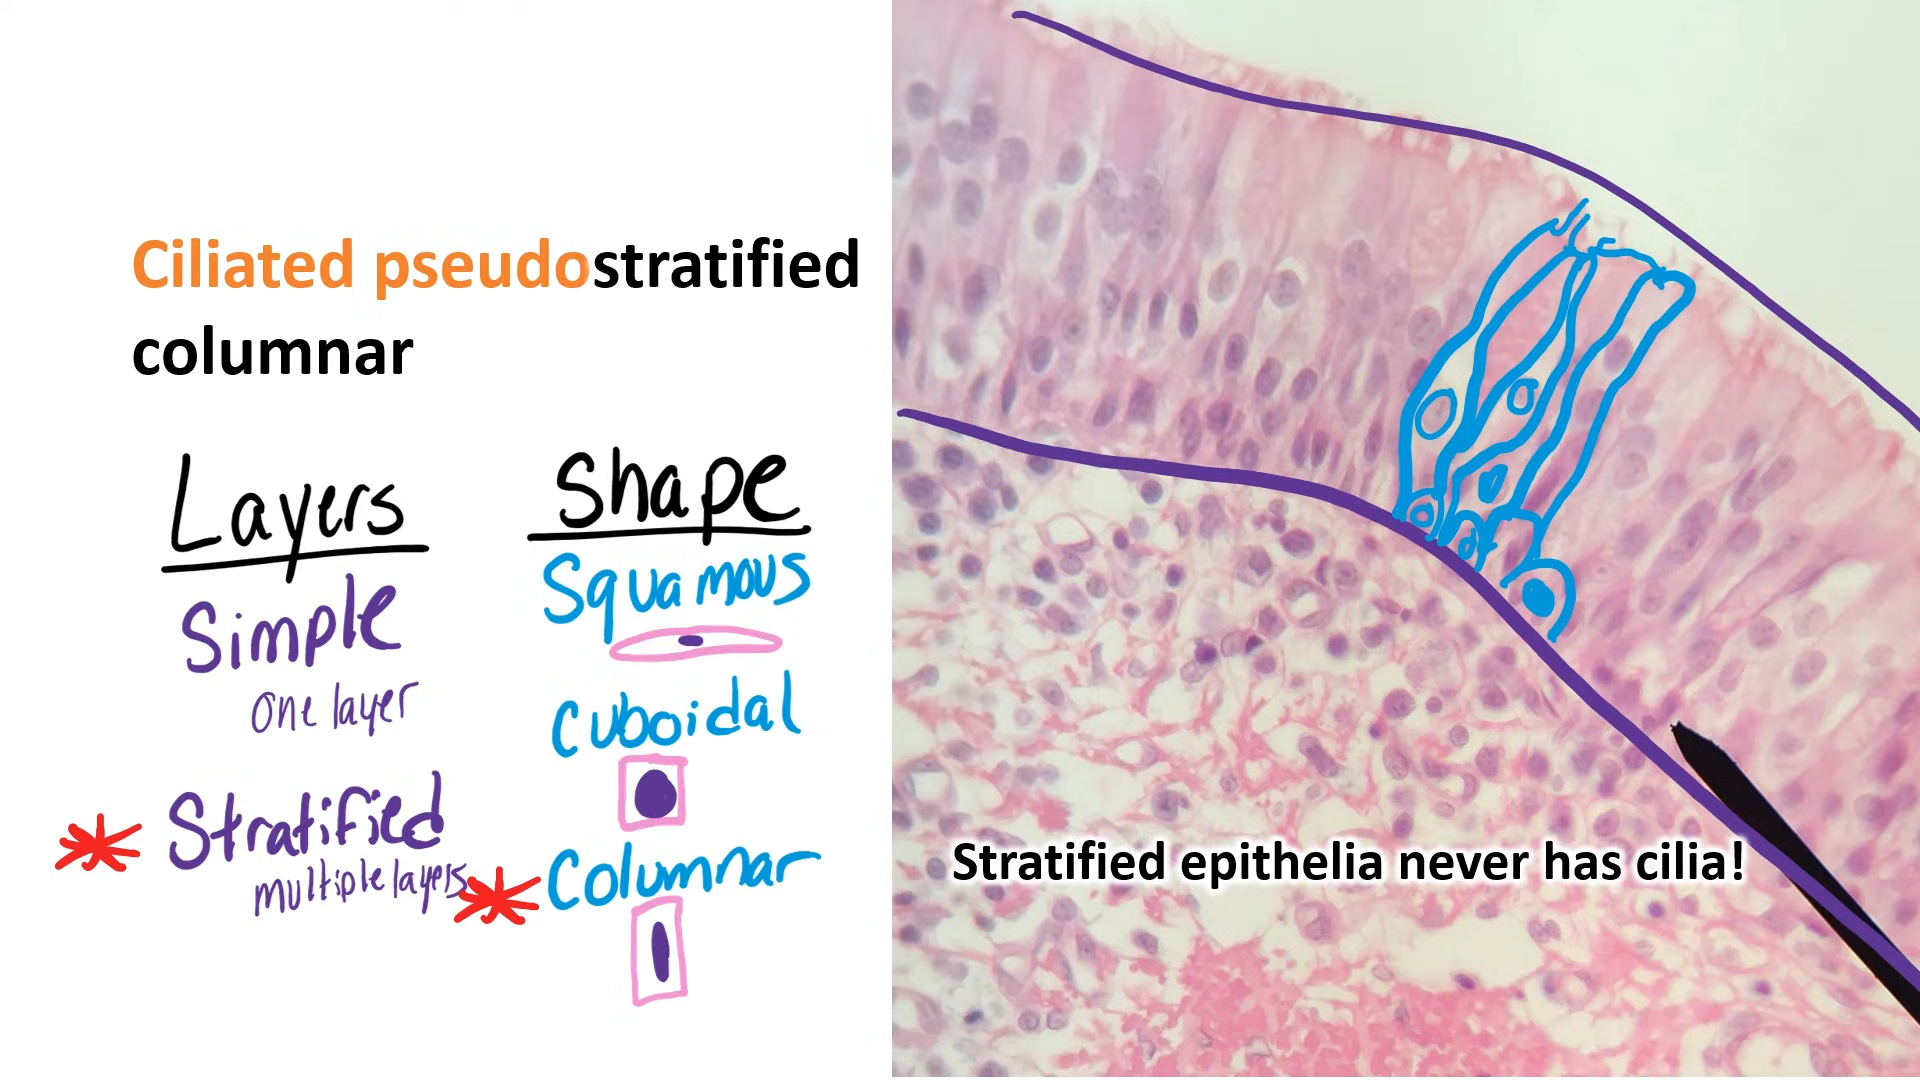 Ciliated pseudostratified
columnar
Layers
Simple
one layer
Stratified
multiple layers
Shape
Squamous
Cuboidal
Columnar
Stratified epithelia never has cilia!